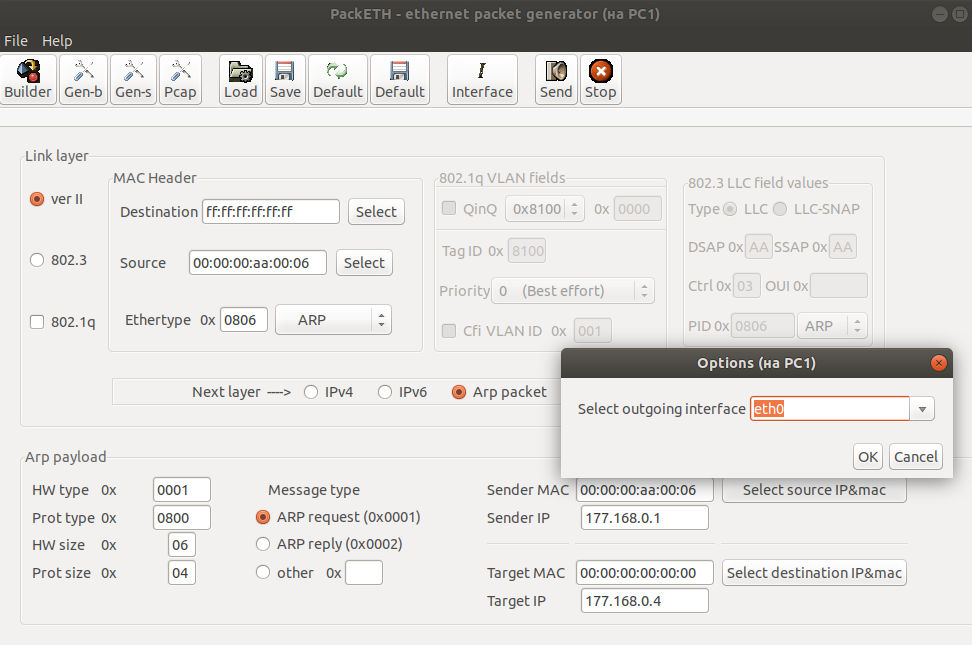 PackETH - ethernet packet generator (на PC1)
File Help
Builder Gen-b Gen-s Pcap Load Save Default Default Interface Send Stop
Link layer
ver II
802.3
802.1q
MAC Header
Destination ff:ff:ff:ff:ff:ff Select
Source 00:00:00:aa:00:06 Select
Ethertype 0x 0806 ARP
802.1q VLAN fields
QinQ 0x8100 0x 0000
Tag ID 0x 8100
Priority 0 (Best effort)
Cfi VLAN ID 0x 001
802.3 LLC field values
Type LLC LLC-SNAP
DSAP 0x AA SSAP 0x AA
Ctrl 0x 03 OUI 0x
PID 0x 0806 ARP
Next layer ----> IPv4 IPv6 Arp packet
Options (на PC1)
Select outgoing interface eth0
OK Cancel
Arp payload
HW type 0x 0001
Prot type 0x 0800
HW size 0x 06
Prot size 0x 04
Message type
ARP request (0x0001)
ARP reply (0x0002)
other 0x
Sender MAC 00:00:00:aa:00:06 Select source IP&mac
Sender IP 177.168.0.1
Target MAC 00:00:00:00:00:00 Select destination IP&mac
Target IP 177.168.0.4